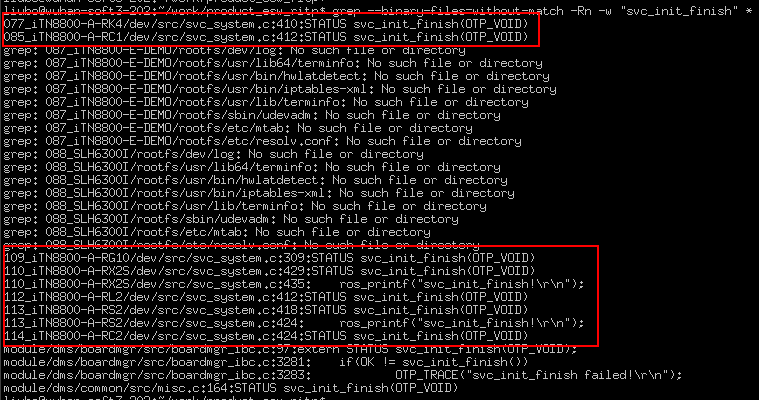 liuho@wuhan-soft3-202:~/work/product_eow_ritp$ grep --binary-files=without-match -Rn -w "svc_init_finish" *
077_iTN8800-A-RK4/dev/src/svc_system.c:410:STATUS svc_init_finish(OTP_VOID)
085_iTN8800-A-RC1/dev/src/svc_system.c:412:STATUS svc_init_finish(OTP_VOID)
grep: 087_iTN8800-E-DEMO/rootfs/dev/log: No such file or directory
grep: 087_iTN8800-E-DEMO/rootfs/usr/lib64/terminfo: No such file or directory
grep: 087_iTN8800-E-DEMO/rootfs/usr/bin/hwlatdetect: No such file or directory
grep: 087_iTN8800-E-DEMO/rootfs/usr/bin/iptables-xml: No such file or directory
grep: 087_iTN8800-E-DEMO/rootfs/usr/lib/terminfo: No such file or directory
grep: 087_iTN8800-E-DEMO/rootfs/sbin/udevadm: No such file or directory
grep: 087_iTN8800-E-DEMO/rootfs/etc/mtab: No such file or directory
grep: 087_iTN8800-E-DEMO/rootfs/etc/resolv.conf: No such file or directory
grep: 088_SLH6300I/rootfs/dev/log: No such file or directory
grep: 088_SLH6300I/rootfs/usr/lib64/terminfo: No such file or directory
grep: 088_SLH6300I/rootfs/usr/bin/hwlatdetect: No such file or directory
grep: 088_SLH6300I/rootfs/usr/bin/iptables-xml: No such file or directory
grep: 088_SLH6300I/rootfs/usr/lib/terminfo: No such file or directory
grep: 088_SLH6300I/rootfs/sbin/udevadm: No such file or directory
grep: 088_SLH6300I/rootfs/etc/mtab: No such file or directory
grep: 088_SLH6300I/rootfs/etc/resolv.conf: No such file or directory
109_iTN8800-A-RG10/dev/src/svc_system.c:309:STATUS svc_init_finish(OTP_VOID)
110_iTN8800-A-RX2S/dev/src/svc_system.c:429:STATUS svc_init_finish(OTP_VOID)
110_iTN8800-A-RX2S/dev/src/svc_system.c:435:    ros_printf("svc_init_finish!\r\n");
112_iTN8800-A-RL2/dev/src/svc_system.c:412:STATUS svc_init_finish(OTP_VOID)
113_iTN8800-A-RS2/dev/src/svc_system.c:418:STATUS svc_init_finish(OTP_VOID)
113_iTN8800-A-RS2/dev/src/svc_system.c:424:    ros_printf("svc_init_finish!\r\n");
114_iTN8800-A-RC2/dev/src/svc_system.c:424:STATUS svc_init_finish(OTP_VOID)
module/dms/boardmgr/src/boardmgr_ibc.c:97:extern STATUS svc_init_finish(OTP_VOID);
module/dms/boardmgr/src/boardmgr_ibc.c:3281:    if(OK != svc_init_finish())
module/dms/boardmgr/src/boardmgr_ibc.c:3283:        OTP_TRACE("svc_init_finish failed!\r\n");
module/dms/common/src/misc.c:164:STATUS svc_init_finish(OTP_VOID)